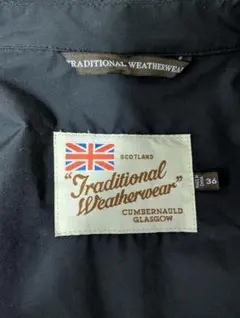 TRADITIONAL WEATHERWEAR
SCOTLAND
"Traditional
Weatherwear"
CUMBERNAULD
GLASGOW
36